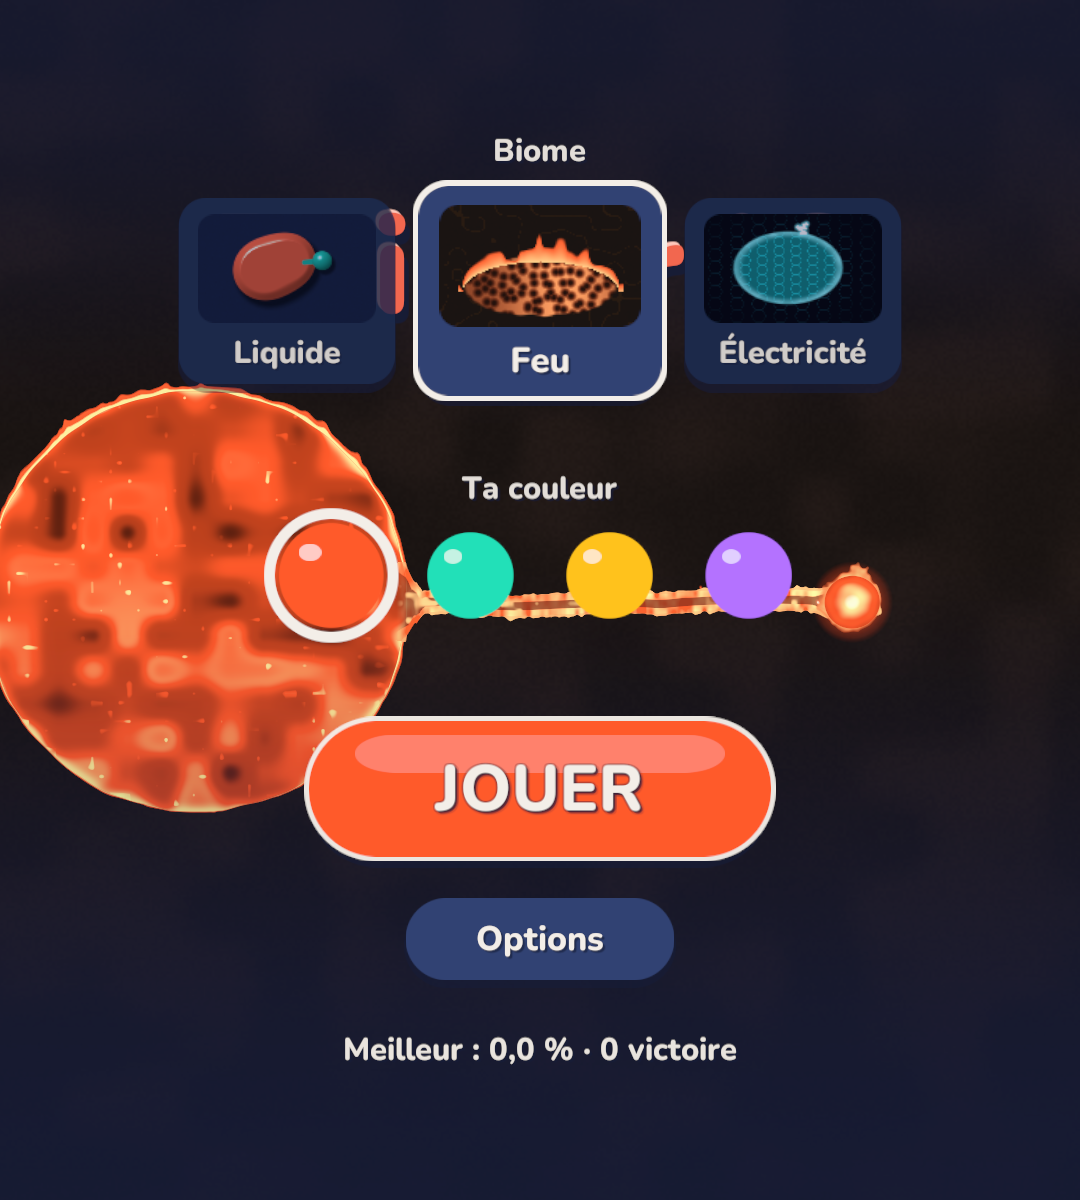 Biome
Liquide
Feu
Électricité
Ta couleur
JOUER
Options
Meilleur : 0,0 % · 0 victoire